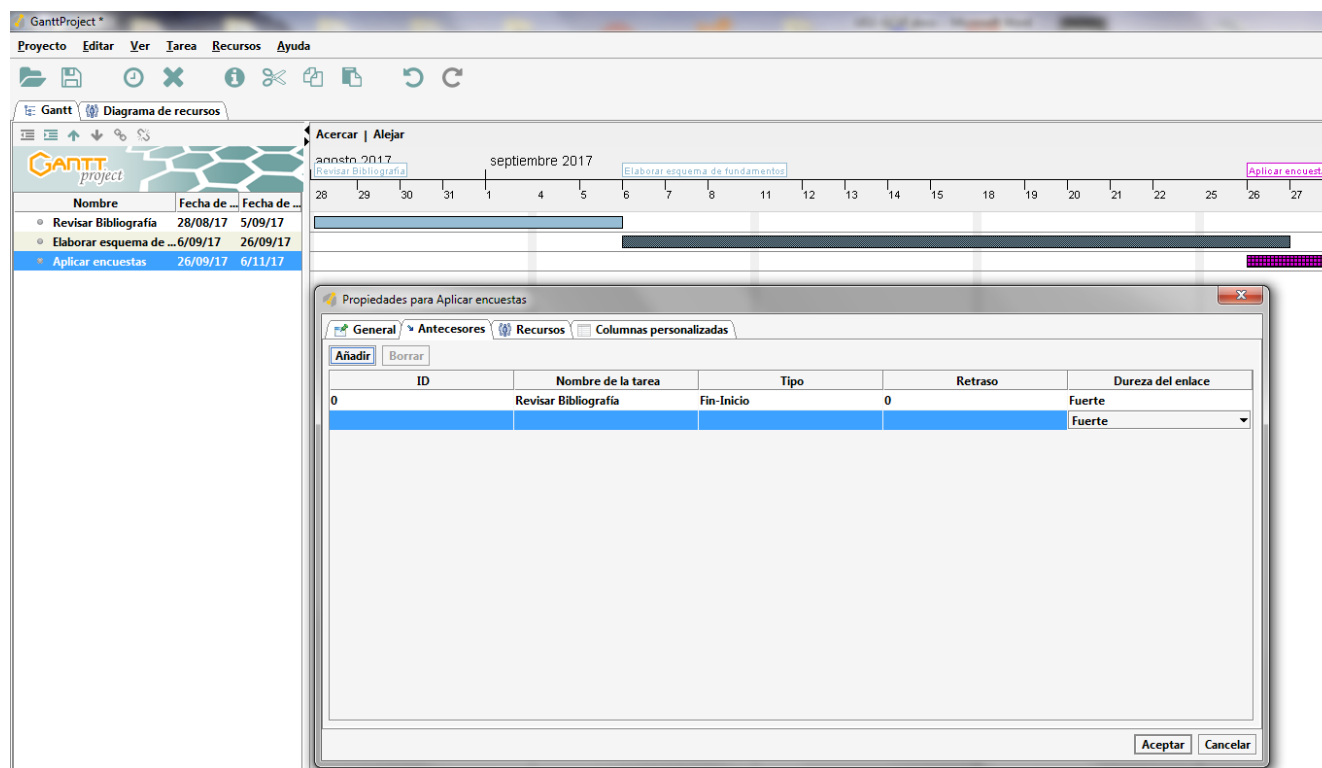 GanttProject *
Proyecto Editar Ver Tarea Recursos Ayuda
Gantt Diagrama de recursos
Acercar | Alejar
GANTT project
agosto 2017 septiembre 2017
Revisar Bibliografía Elaborar esquema de fundamentos Aplicar encuesta
28 29 30 31 1 4 5 6 7 8 11 12 13 14 15 18 19 20 21 22 25 26 27
Nombre Fecha de ... Fecha de ...
Revisar Bibliografía 28/08/17 5/09/17
Elaborar esquema de ... 6/09/17 26/09/17
Aplicar encuestas 26/09/17 6/11/17
Propiedades para Aplicar encuestas
General Antecesores Recursos Columnas personalizadas
Añadir Borrar
ID Nombre de la tarea Tipo Retraso Dureza del enlace
0 Revisar Bibliografía Fin-Inicio 0 Fuerte
Fuerte
Aceptar Cancelar